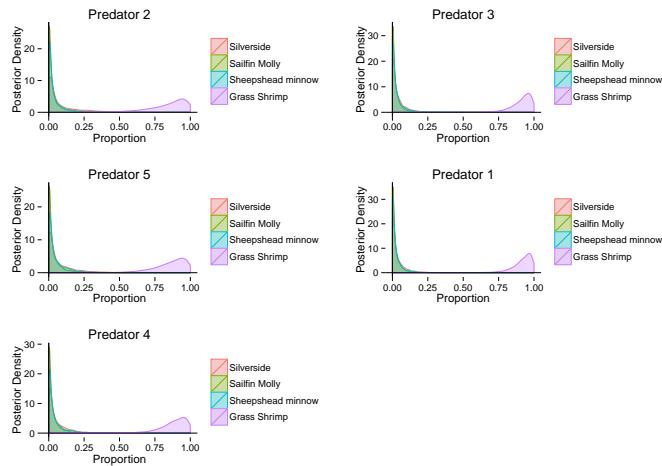 Predator 2
Posterior Density
20
10
0
0.00 0.25 0.50 0.75 1.00
Proportion
Silverside
Sailfin Molly
Sheepshead minnow
Grass Shrimp
Predator 3
Posterior Density
30
20
10
0
0.00 0.25 0.50 0.75 1.00
Proportion
Silverside
Sailfin Molly
Sheepshead minnow
Grass Shrimp
Predator 5
Posterior Density
20
10
0
0.00 0.25 0.50 0.75 1.00
Proportion
Silverside
Sailfin Molly
Sheepshead minnow
Grass Shrimp
Predator 1
Posterior Density
30
20
10
0
0.00 0.25 0.50 0.75 1.00
Proportion
Silverside
Sailfin Molly
Sheepshead minnow
Grass Shrimp
Predator 4
Posterior Density
30
20
10
0
0.00 0.25 0.50 0.75 1.00
Proportion
Silverside
Sailfin Molly
Sheepshead minnow
Grass Shrimp